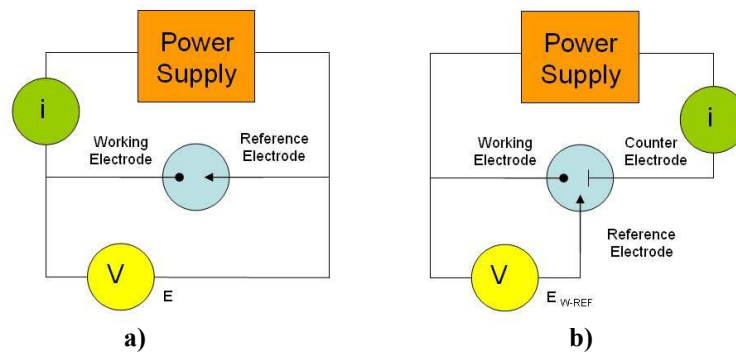 Power
Supply
i
Working
Electrode
Reference
Electrode
V
E
a)
Power
Supply
i
Working
Electrode
Counter
Electrode
Reference
Electrode
V
E W-REF
b)